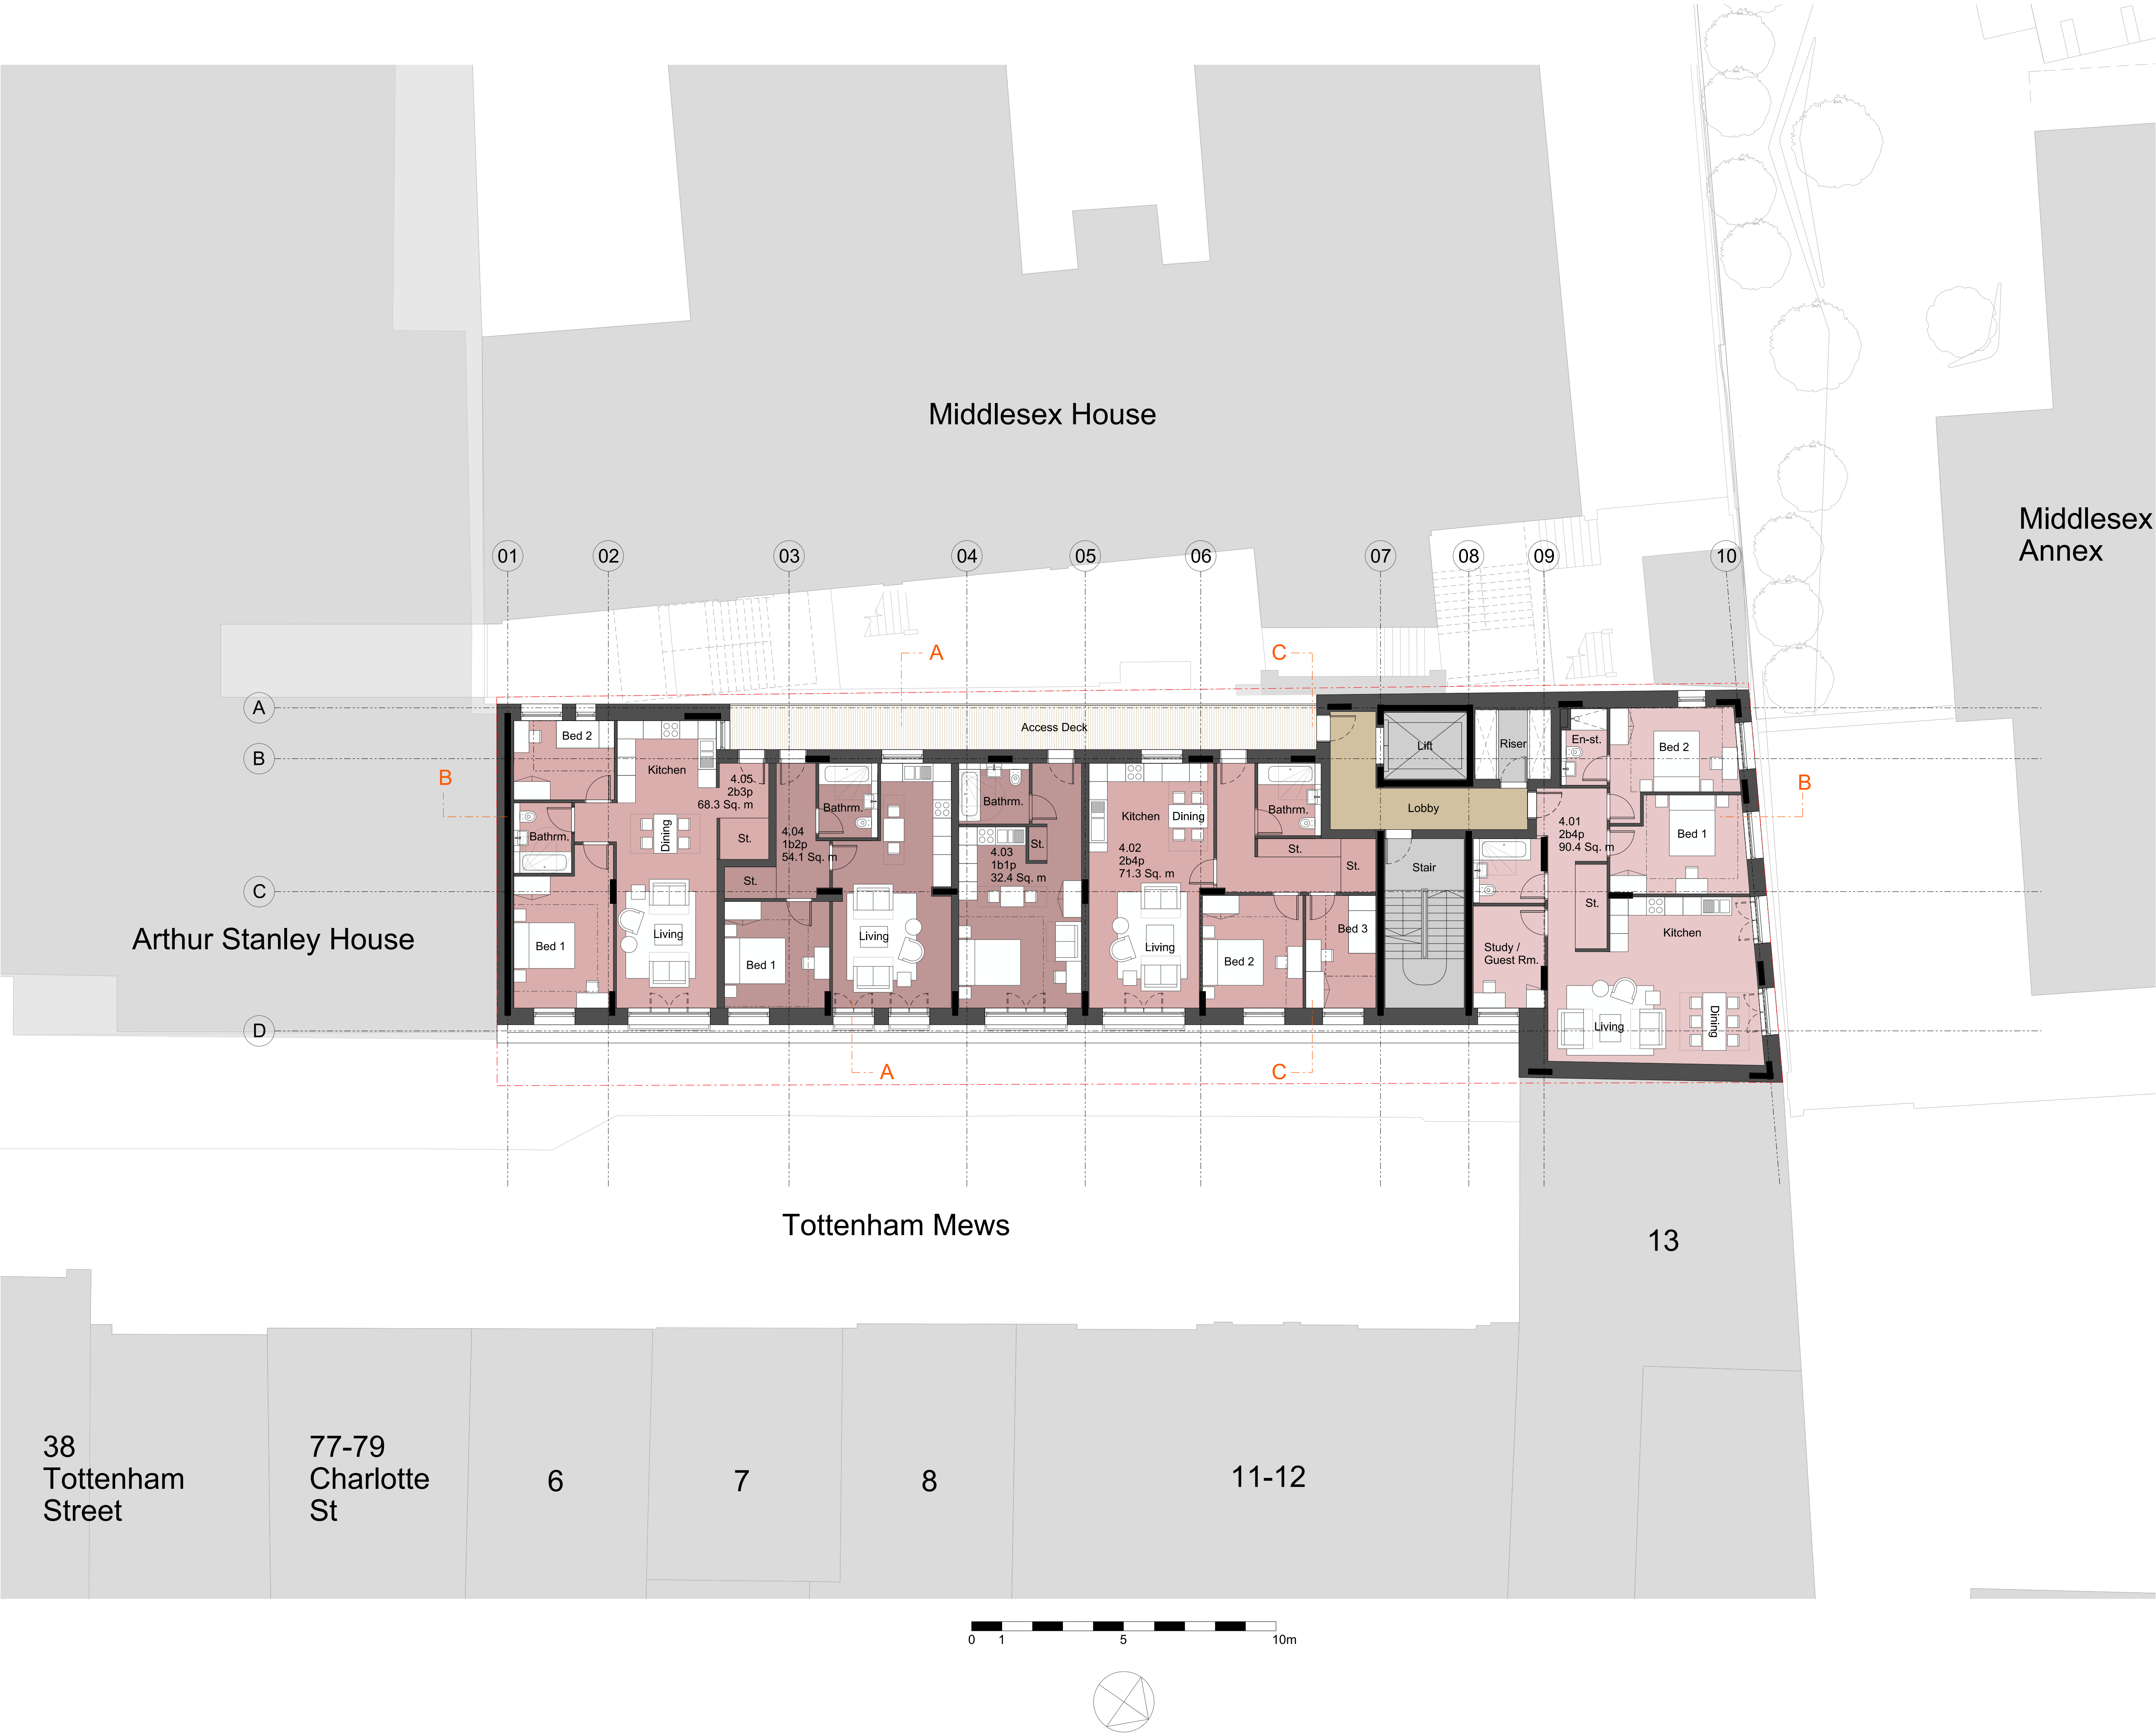 Middlesex House
Middlesex
Annex
01
02
03
04
05
06
07
08
09
10
A
C
A
B
C
D
B
B
Access Deck
Bed 2
Kitchen
4.05
2b3p
68.3 Sq. m
Dining
St.
Bathrm.
Bed 1
Living
4.04
1b2p
54.1 Sq. m
St.
Bathrm.
Bed 1
Living
Bathrm.
St.
4.03
1b1p
32.4 Sq. m
Kitchen
Dining
4.02
2b4p
71.3 Sq. m
Living
Bathrm.
St.
St.
Bed 2
Bed 3
Lift
Riser
Lobby
Stair
En-st.
Bed 2
Bed 1
4.01
2b4p
90.4 Sq. m
St.
Study /
Guest Rm.
Kitchen
Living
Dining
A
C
Arthur Stanley House
Tottenham Mews
13
38
Tottenham
Street
77-79
Charlotte
St
6
7
8
11-12
0
1
5
10m